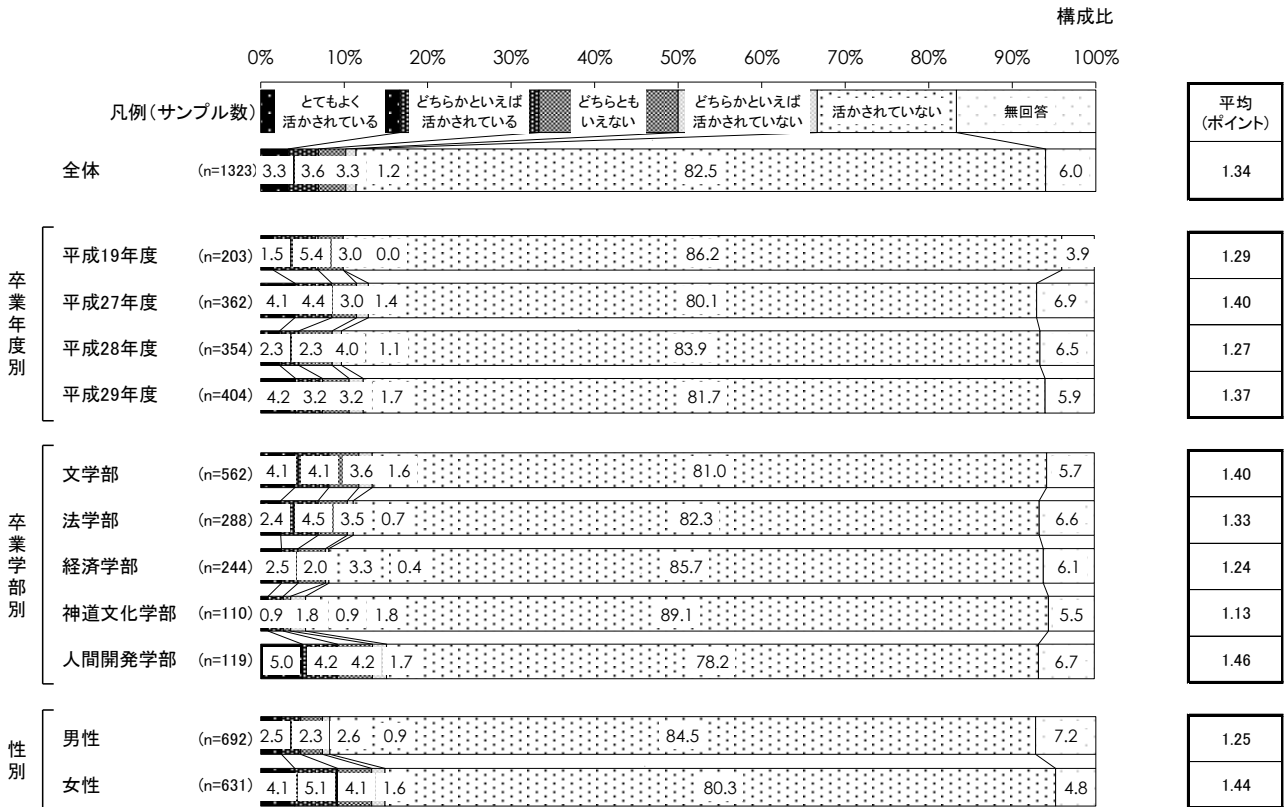 構成比
0% 10% 20% 30% 40% 50% 60% 70% 80% 90% 100%
凡例(サンプル数) とてもよく活かされている どちらかといえば活かされている どちらともいえない どちらかといえば活かされていない 活かされていない 無回答 平均(ポイント)
全体 (n=1323) 3.3 3.6 3.3 1.2 82.5 6.0 1.34
卒業年度別
平成19年度 (n=203) 1.5 5.4 3.0 0.0 86.2 3.9 1.29
平成27年度 (n=362) 4.1 4.4 3.0 1.4 80.1 6.9 1.40
平成28年度 (n=354) 2.3 2.3 4.0 1.1 83.9 6.5 1.27
平成29年度 (n=404) 4.2 3.2 3.2 1.7 81.7 5.9 1.37
卒業学部別
文学部 (n=562) 4.1 4.1 3.6 1.6 81.0 5.7 1.40
法学部 (n=288) 2.4 4.5 3.5 0.7 82.3 6.6 1.33
経済学部 (n=244) 2.5 2.0 3.3 0.4 85.7 6.1 1.24
神道文化学部 (n=110) 0.9 1.8 0.9 1.8 89.1 5.5 1.13
人間開発学部 (n=119) 5.0 4.2 4.2 1.7 78.2 6.7 1.46
性別
男性 (n=692) 2.5 2.3 2.6 0.9 84.5 7.2 1.25
女性 (n=631) 4.1 5.1 4.1 1.6 80.3 4.8 1.44